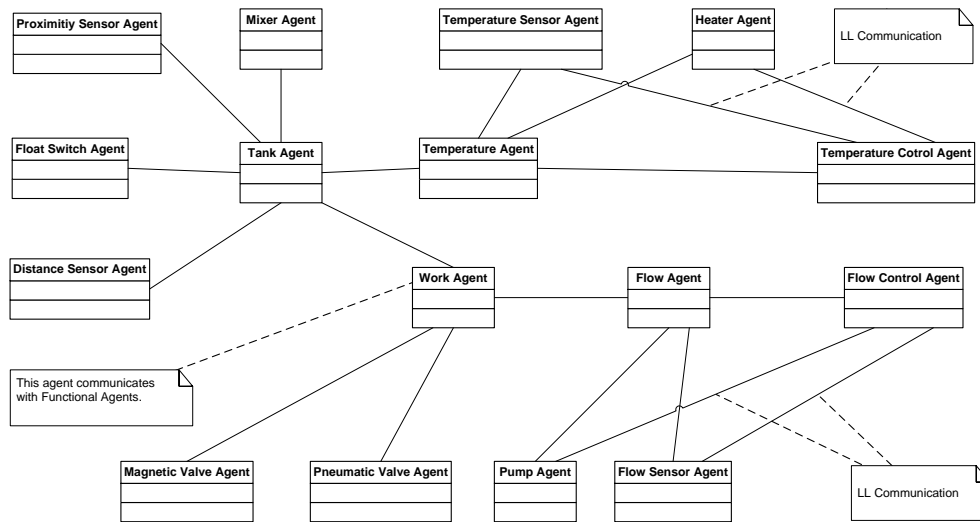 Proximitiy Sensor Agent
Mixer Agent
Temperature Sensor Agent
Heater Agent
LL Communication
Float Switch Agent
Tank Agent
Temperature Agent
Temperature Cotrol Agent
Distance Sensor Agent
Work Agent
Flow Agent
Flow Control Agent
This agent communicates
with Functional Agents.
Magnetic Valve Agent
Pneumatic Valve Agent
Pump Agent
Flow Sensor Agent
LL Communication